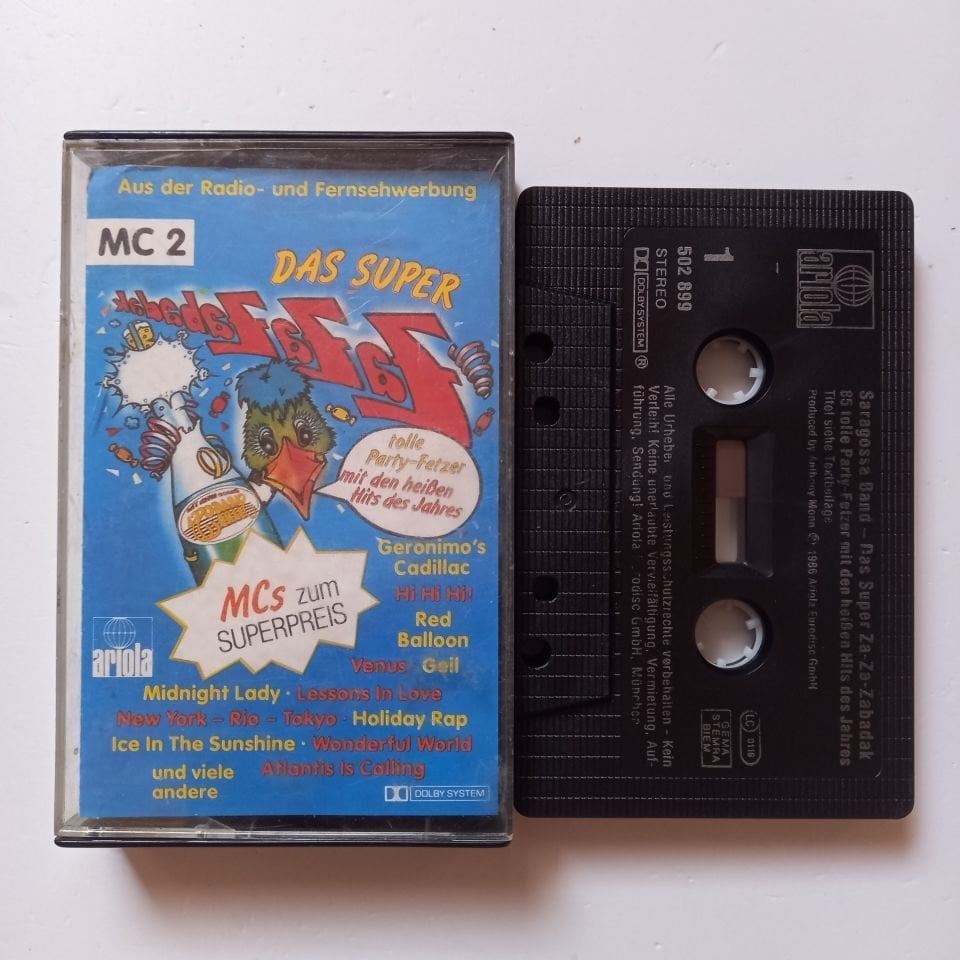 Aus der Radio- und Fernsehwerbung
MC 2
DAS SUPER
Za Za Zabadak
tolle
Party-Fetzer
mit den heißen
Hits des Jahres
MCs zum
SUPERPREIS
ariola
Geronimo's
Cadillac
Hi Hi Hi!
Red
Balloon
Venus · Geil
Midnight Lady · Lessons In Love
New York – Rio – Tokyo · Holiday Rap
Ice In The Sunshine · Wonderful World
und viele
andere
Atlantis Is Calling
DOLBY SYSTEM
ariola
1
502 899
STEREO
DOLBY SYSTEM ®
Saragossa Band – Das Super Za-Za-Zabadak
85 tolle Party-Fetzer mit den heißen Hits des Jahres
Titel siehe Textbeilage
Produced by Anthony Monn ℗ 1986 Ariola Eurodisc GmbH
Alle Urheber- und Leistungsschutzrechte vorbehalten - Kein
Verleih! Keine unerlaubte Vervielfältigung, Vermietung, Auf-
führung, Sendung! Ariola Eurodisc GmbH, München
GEMA
STEMRA
BIEM
LC 0116